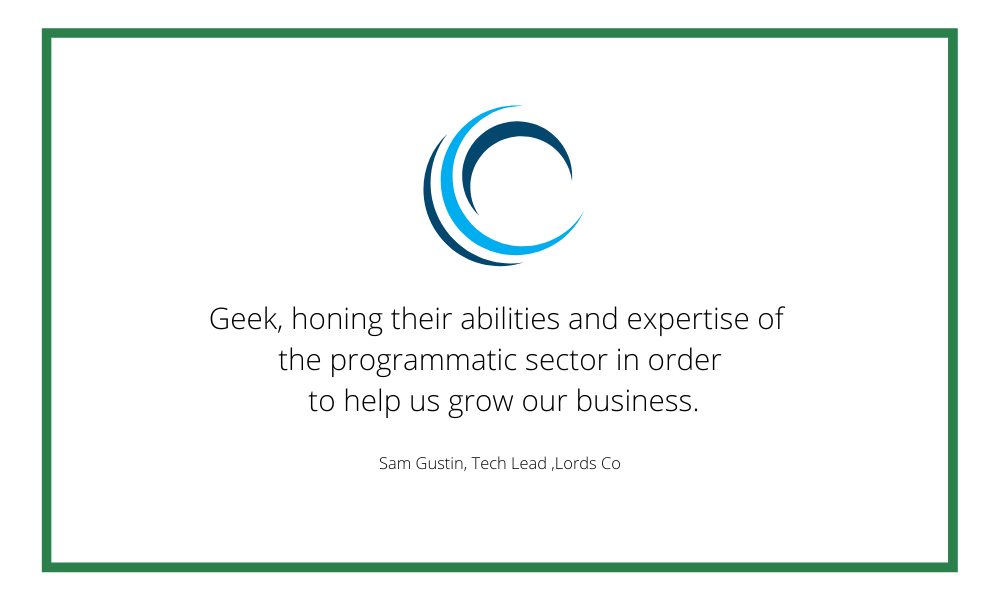 Geek, honing their abilities and expertise of
the programmatic sector in order
to help us grow our business.
Sam Gustin, Tech Lead ,Lords Co